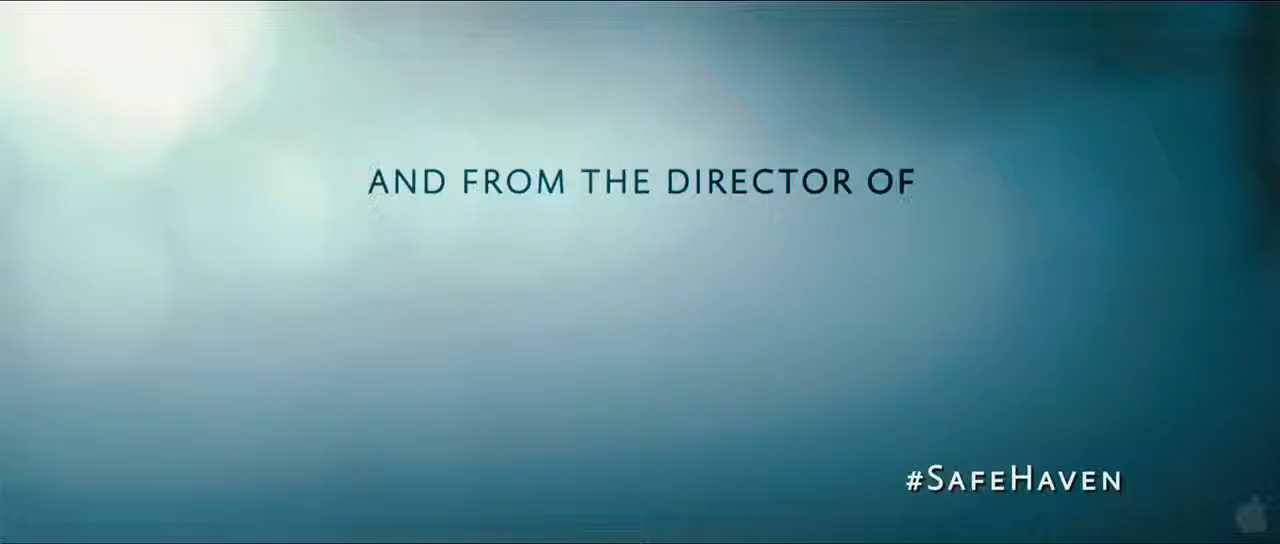 AND FROM THE DIRECTOR OF
#SAFEHAVEN